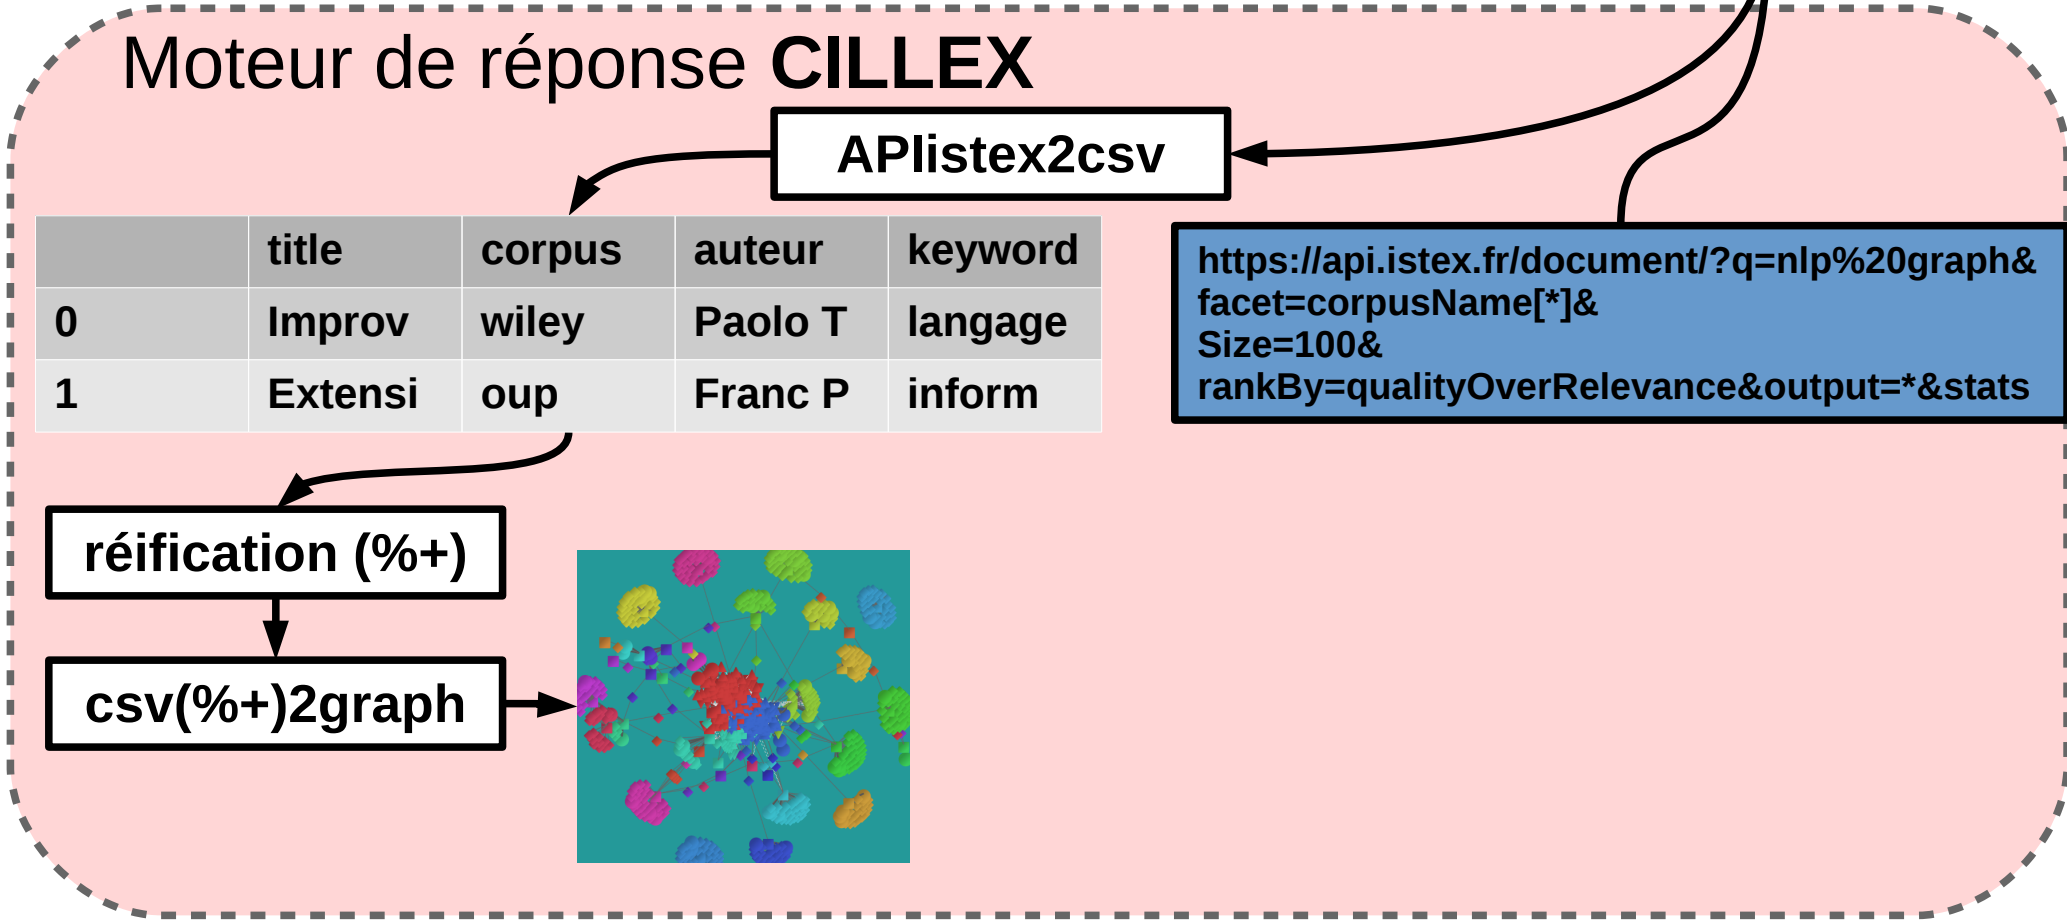 Moteur de réponse CILLEX
APIistex2csv
title corpus auteur keyword
0 Improv wiley Paolo T langage
1 Extensi oup Franc P inform
https://api.istex.fr/document/?q=nlp%20graph&
facet=corpusName[*]&
Size=100&
rankBy=qualityOverRelevance&output=*&stats
réification (%+)
csv(%+)2graph